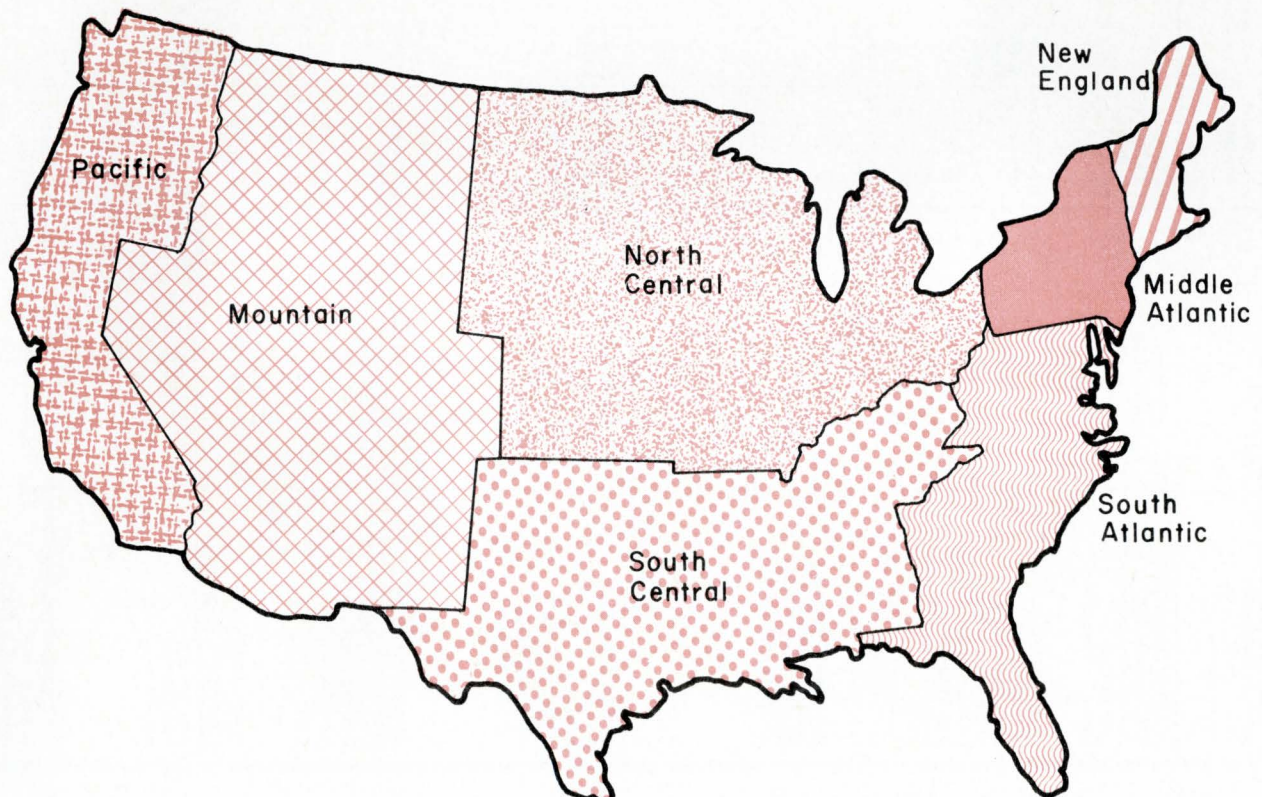 New
England
Pacific
North
Central
Mountain
Middle
Atlantic
South
Atlantic
South
Central